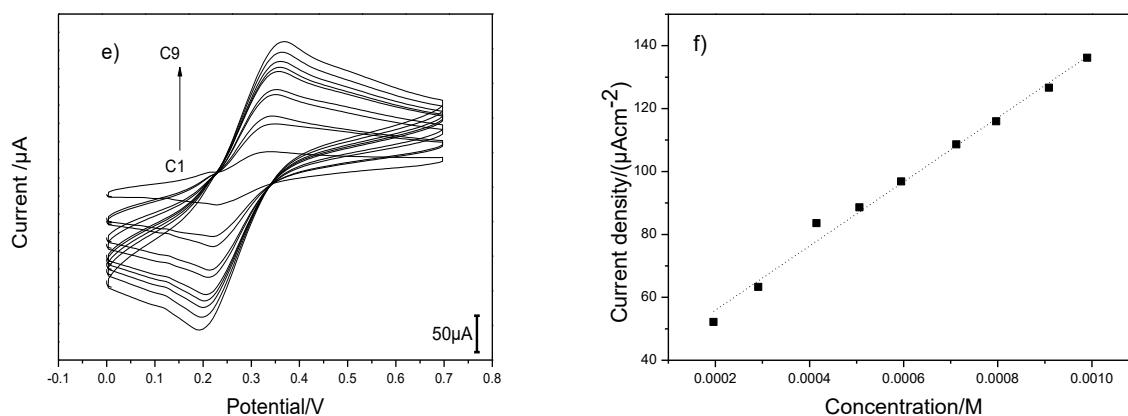 e)
C9
C1
Current /µA
50µA
-0.1 0.0 0.1 0.2 0.3 0.4 0.5 0.6 0.7 0.8
Potential/V
f)
140
120
100
80
60
40
Current density/(µAcm⁻²)
0.0002 0.0004 0.0006 0.0008 0.0010
Concentration/M